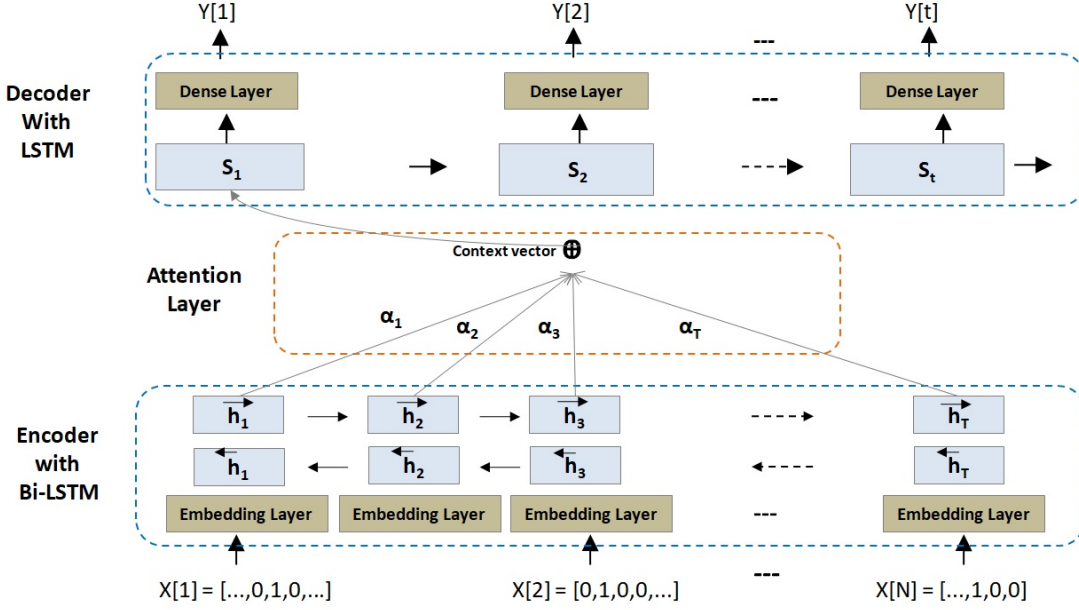 Y[1] Y[2] Y[t]
---
Decoder
With
LSTM
Dense Layer Dense Layer --- Dense Layer
S1 S2 St
Attention
Layer
Context vector
α1 α2 α3 αT
Encoder
with
Bi-LSTM
h1 h2 h3 hT
h1 h2 h3 hT
Embedding Layer Embedding Layer Embedding Layer --- Embedding Layer
---
X[1] = [...,0,1,0,...] X[2] = [0,1,0,0,...] X[N] = [...,1,0,0]